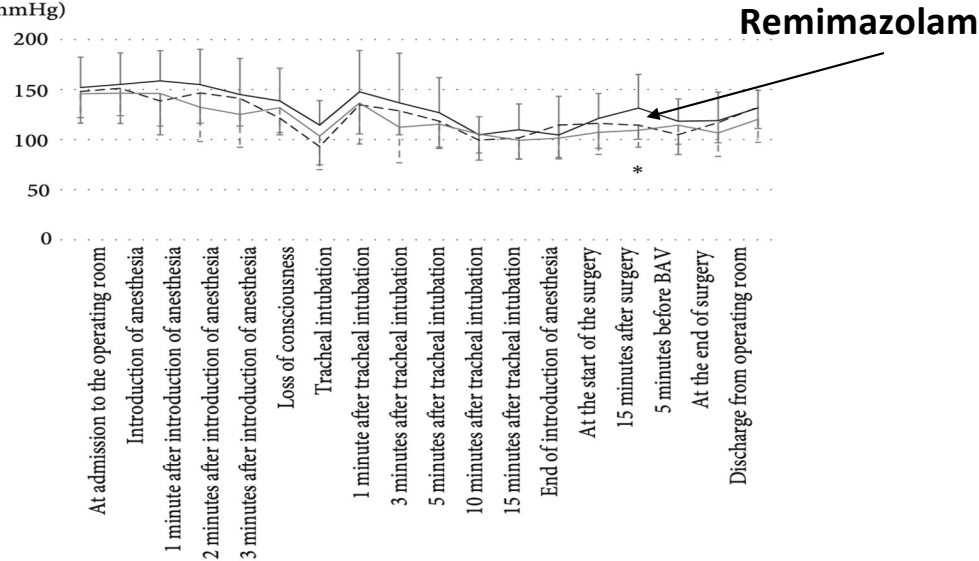 mmHg)
Remimazolam
200
150
100
50
0
*
At admission to the operating room
Introduction of anesthesia
1 minute after introduction of anesthesia
2 minutes after introduction of anesthesia
3 minutes after introduction of anesthesia
Loss of consciousness
Tracheal intubation
1 minute after tracheal intubation
3 minutes after tracheal intubation
5 minutes after tracheal intubation
10 minutes after tracheal intubation
15 minutes after tracheal intubation
End of introduction of anesthesia
At the start of the surgery
15 minutes after surgery
5 minutes before BAV
At the end of surgery
Discharge from operating room